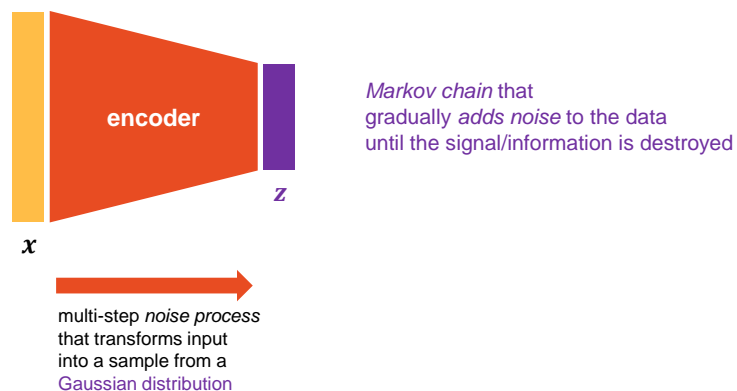 encoder
Markov chain that
gradually adds noise to the data
until the signal/information is destroyed
z
x
multi-step noise process
that transforms input
into a sample from a
Gaussian distribution